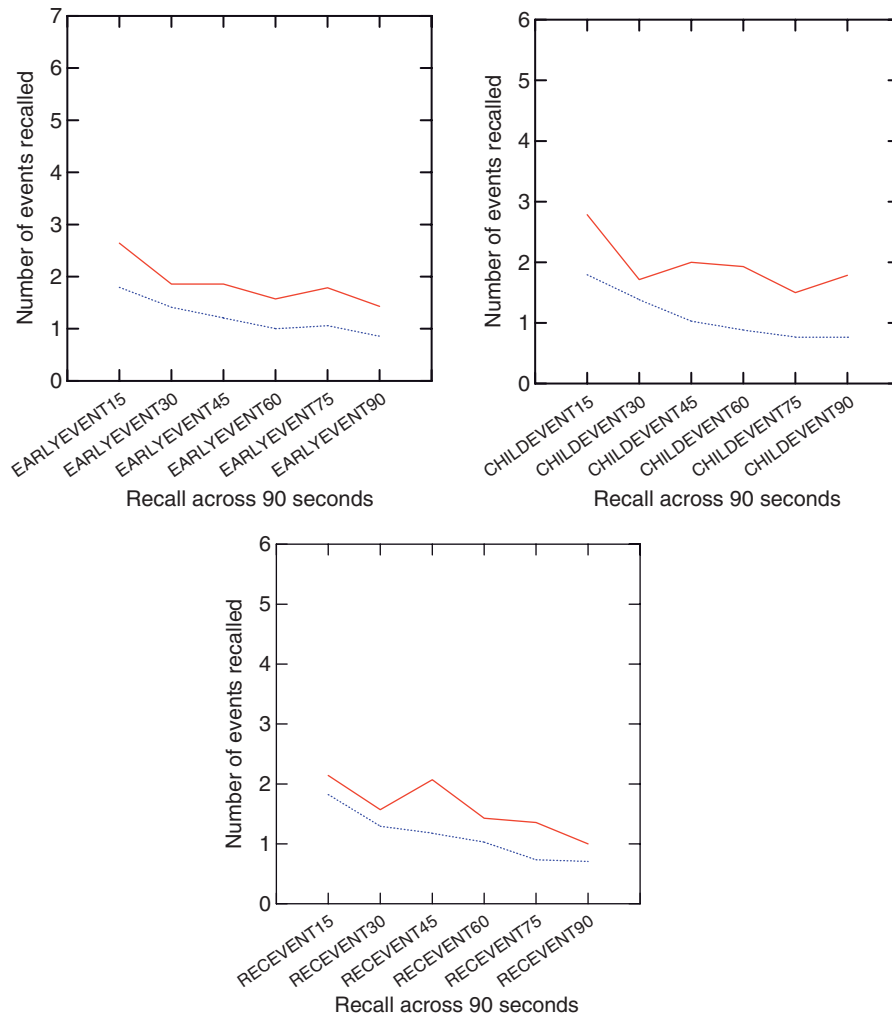 Number of events recalled
7
6
5
4
3
2
1
0
EARLYEVENT15
EARLYEVENT30
EARLYEVENT45
EARLYEVENT60
EARLYEVENT75
EARLYEVENT90
Recall across 90 seconds
Number of events recalled
6
5
4
3
2
1
0
CHILDEVENT15
CHILDEVENT30
CHILDEVENT45
CHILDEVENT60
CHILDEVENT75
CHILDEVENT90
Recall across 90 seconds
Number of events recalled
6
5
4
3
2
1
0
RECEVENT15
RECEVENT30
RECEVENT45
RECEVENT60
RECEVENT75
RECEVENT90
Recall across 90 seconds